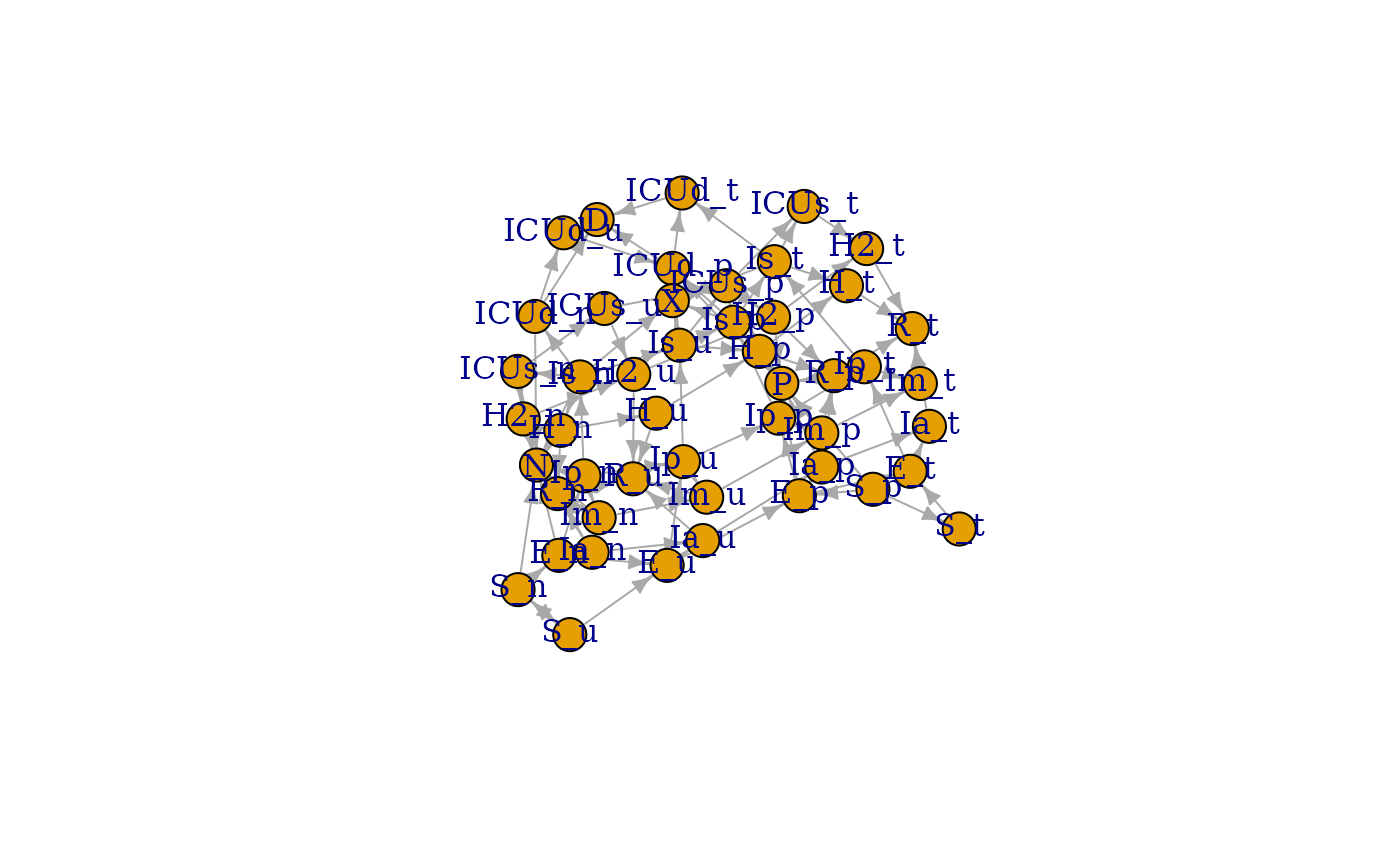 ICUd_t
ICUs_t
D
ICUd_u
H2_t
Is_t
ICUd_p
ICUs_p
H_t
X
ICUs_u
ICUd_n
H2_p
Is_p
R_t
Is_u
H_p
Ip_t
ICUs_n
Is_n
H2_u
R_p
P
Im_t
H_u
H2_n
H_n
Ip_p
Im_p
Ia_t
N
Ip_u
Ia_p
E_t
Ip_n
R_u
R_n
Im_u
E_p
S_p
Im_n
S_t
Ia_u
E_n
Ia_n
E_u
S_n
S_u